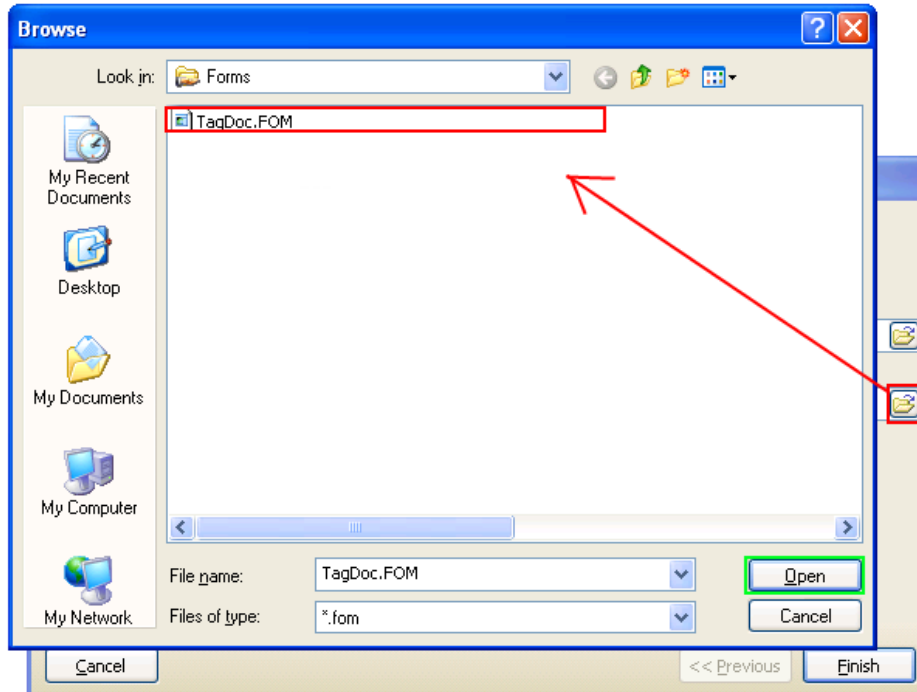 Browse
Look in:
Forms
TagDoc.FOM
My Recent
Documents
Desktop
My Documents
My Computer
My Network
File name:
TagDoc.FOM
Open
Files of type:
*.fom
Cancel
Cancel
<< Previous
Finish